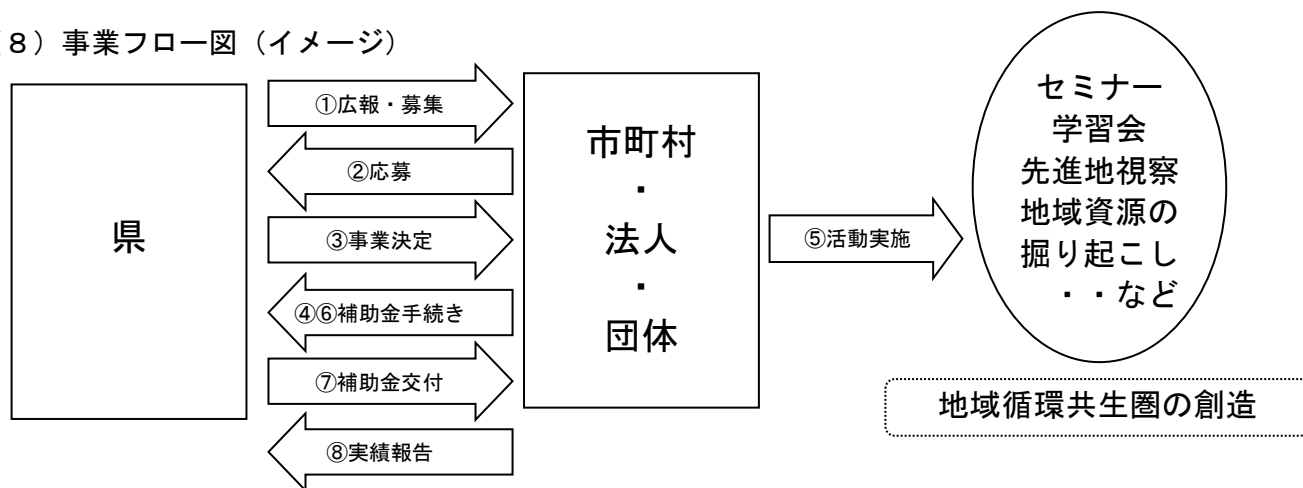 ８）事業フロー図（イメージ）
県
①広報・募集
②応募
③事業決定
④⑥補助金手続き
⑦補助金交付
⑧実績報告
市町村
・
法人
・
団体
⑤活動実施
セミナー
学習会
先進地視察
地域資源の
掘り起こし
・・など
地域循環共生圏の創造